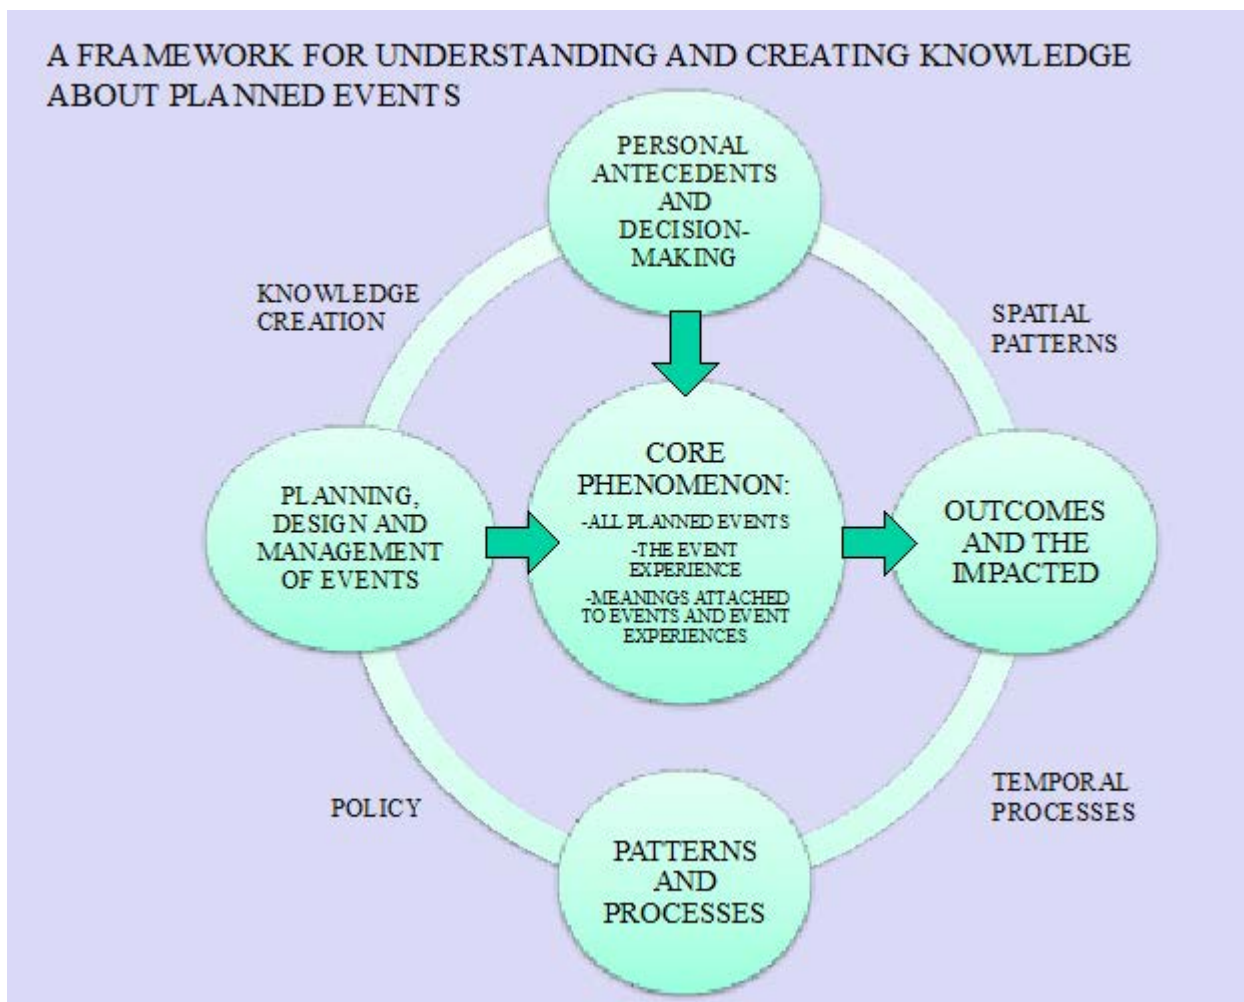 A FRAMEWORK FOR UNDERSTANDING AND CREATING KNOWLEDGE
ABOUT PLANNED EVENTS
PERSONAL
ANTECEDENTS
AND
DECISION-
MAKING
KNOWLEDGE
CREATION
SPATIAL
PATTERNS
PLANNING,
DESIGN AND
MANAGEMENT
OF EVENTS
CORE
PHENOMENON:
-ALL PLANNED EVENTS
-THE EVENT
EXPERIENCE
-MEANINGS ATTACHED
TO EVENTS AND EVENT
EXPERIENCES
OUTCOMES
AND THE
IMPACTED
POLICY
TEMPORAL
PROCESSES
PATTERNS
AND
PROCESSES